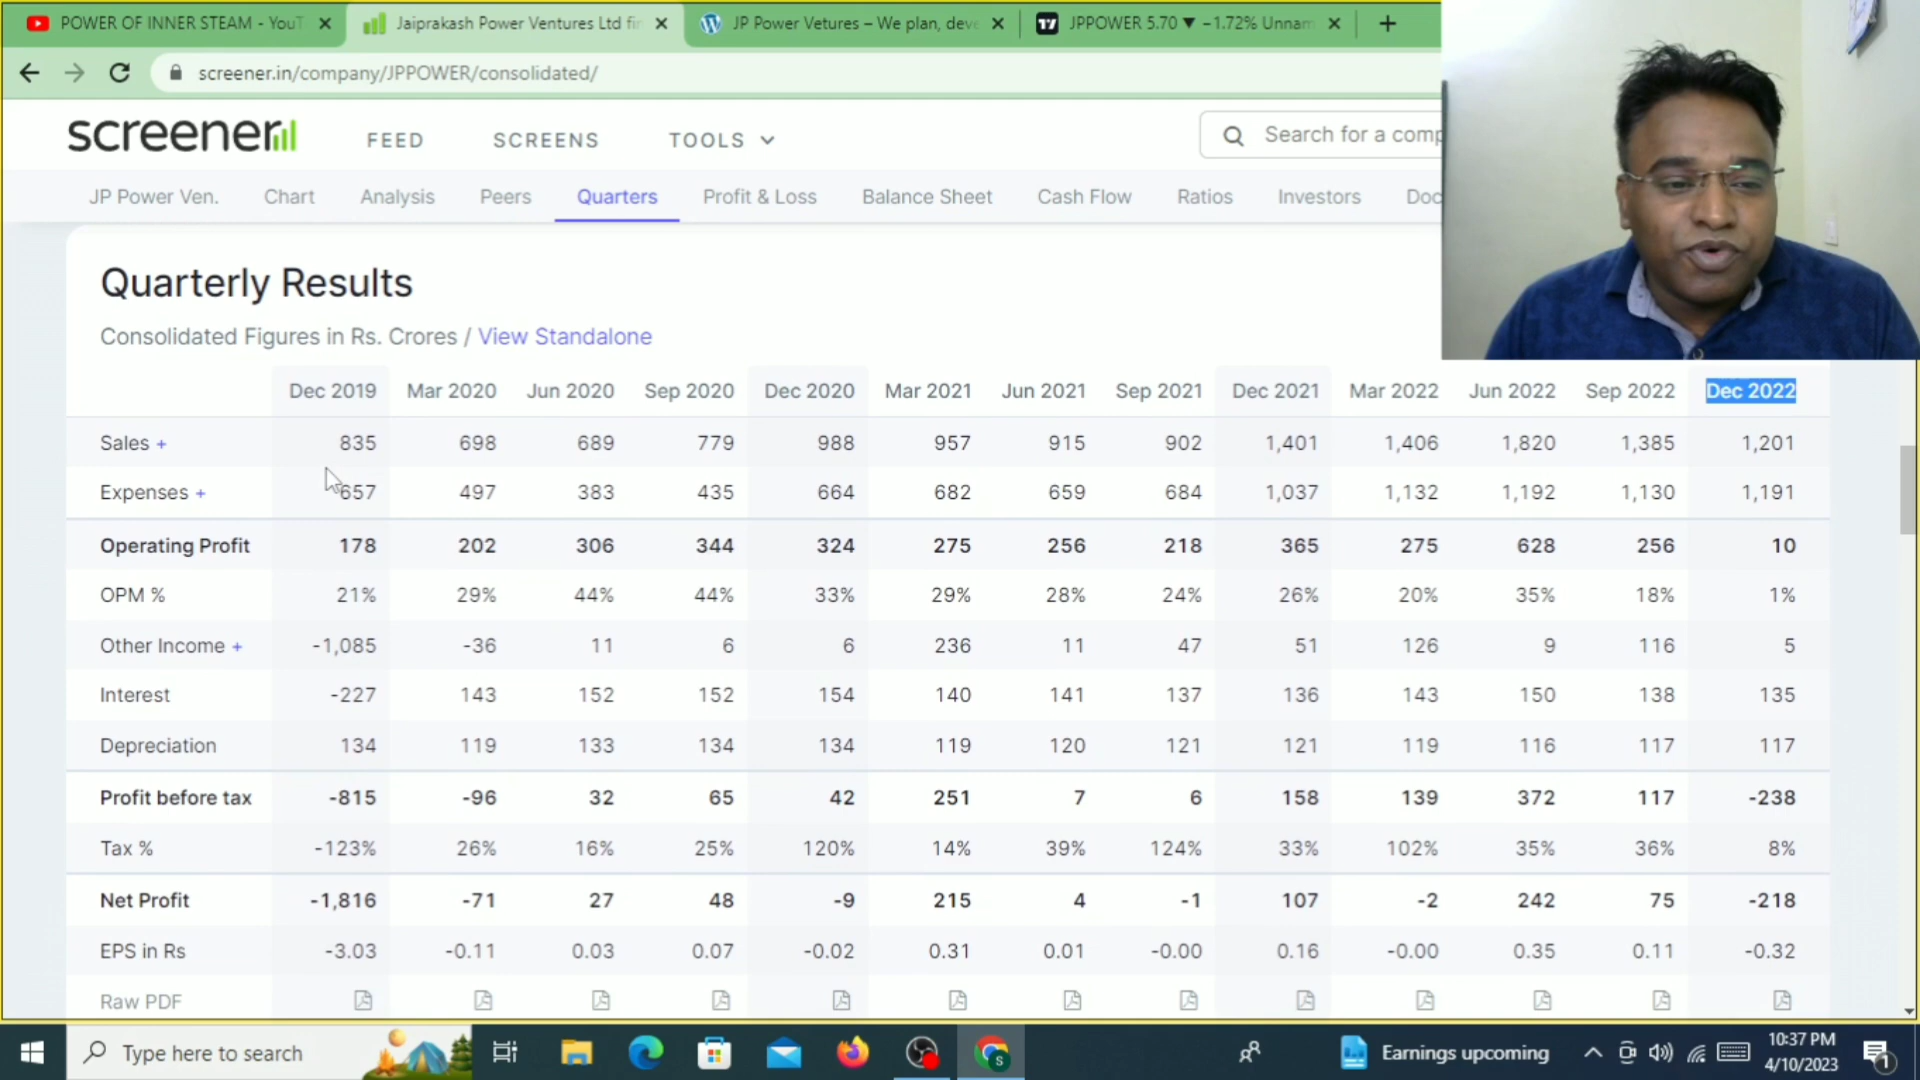 POWER OF INNER STEAM - YouT
Jaiprakash Power Ventures Ltd fin
JP Power Vetures – We plan, deve
JPPOWER 5.70 ▼ −1.72% Unnam
screener.in/company/JPPOWER/consolidated/
screener
FEED
SCREENS
TOOLS
Search for a comp
JP Power Ven.
Chart
Analysis
Peers
Quarters
Profit & Loss
Balance Sheet
Cash Flow
Ratios
Investors
Doc
Quarterly Results
Consolidated Figures in Rs. Crores / View Standalone
Dec 2019 Mar 2020 Jun 2020 Sep 2020 Dec 2020 Mar 2021 Jun 2021 Sep 2021 Dec 2021 Mar 2022 Jun 2022 Sep 2022 Dec 2022
Sales + 835 698 689 779 988 957 915 902 1,401 1,406 1,820 1,385 1,201
Expenses + 657 497 383 435 664 682 659 684 1,037 1,132 1,192 1,130 1,191
Operating Profit 178 202 306 344 324 275 256 218 365 275 628 256 10
OPM % 21% 29% 44% 44% 33% 29% 28% 24% 26% 20% 35% 18% 1%
Other Income + -1,085 -36 11 6 6 236 11 47 51 126 9 116 5
Interest -227 143 152 152 154 140 141 137 136 143 150 138 135
Depreciation 134 119 133 134 134 119 120 121 121 119 116 117 117
Profit before tax -815 -96 32 65 42 251 7 6 158 139 372 117 -238
Tax % -123% 26% 16% 25% 120% 14% 39% 124% 33% 102% 35% 36% 8%
Net Profit -1,816 -71 27 48 -9 215 4 -1 107 -2 242 75 -218
EPS in Rs -3.03 -0.11 0.03 0.07 -0.02 0.31 0.01 -0.00 0.16 -0.00 0.35 0.11 -0.32
Raw PDF
Type here to search
Earnings upcoming
10:37 PM
4/10/2023
1